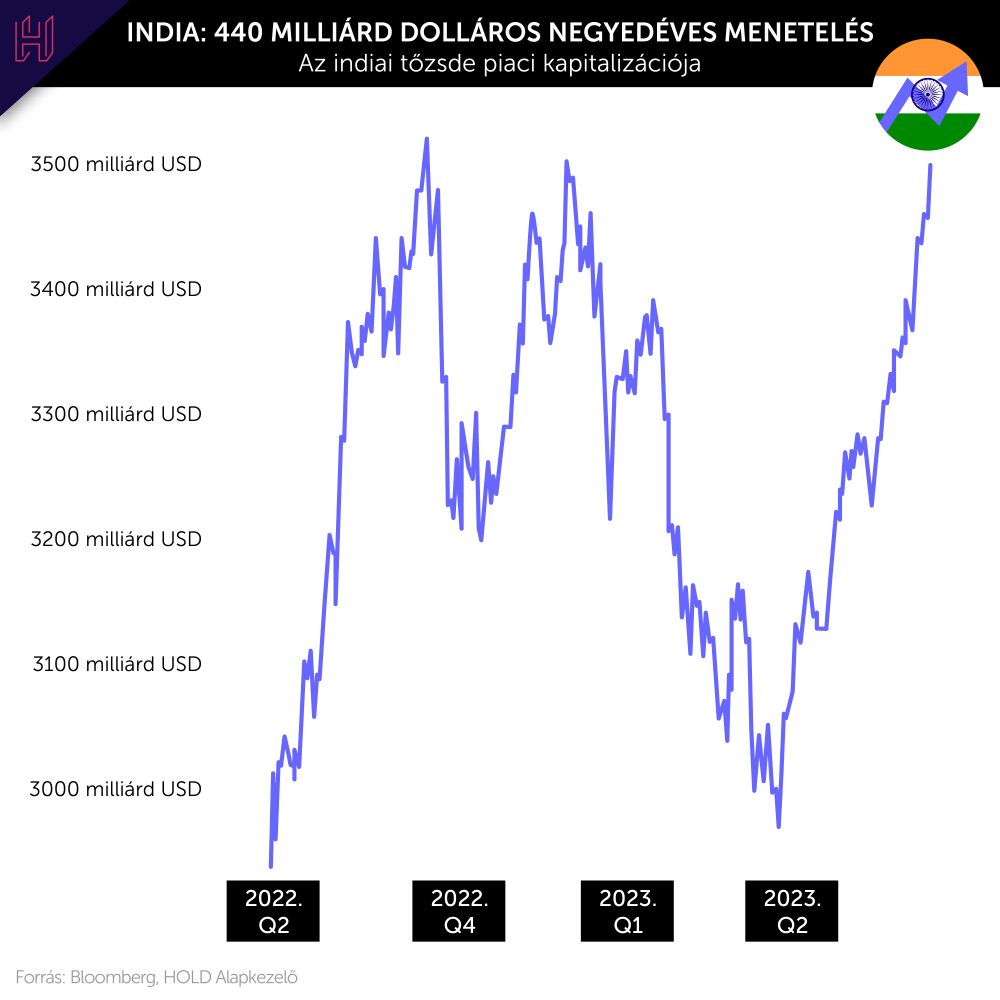 INDIA: 440 MILLIÁRD DOLLÁROS NEGYEDÉVES MENETELÉS
Az indiai tőzsde piaci kapitalizációja
3500 milliárd USD
3400 milliárd USD
3300 milliárd USD
3200 milliárd USD
3100 milliárd USD
3000 milliárd USD
2022.
Q2
2022.
Q4
2023.
Q1
2023.
Q2
Forrás: Bloomberg, HOLD Alapkezelő